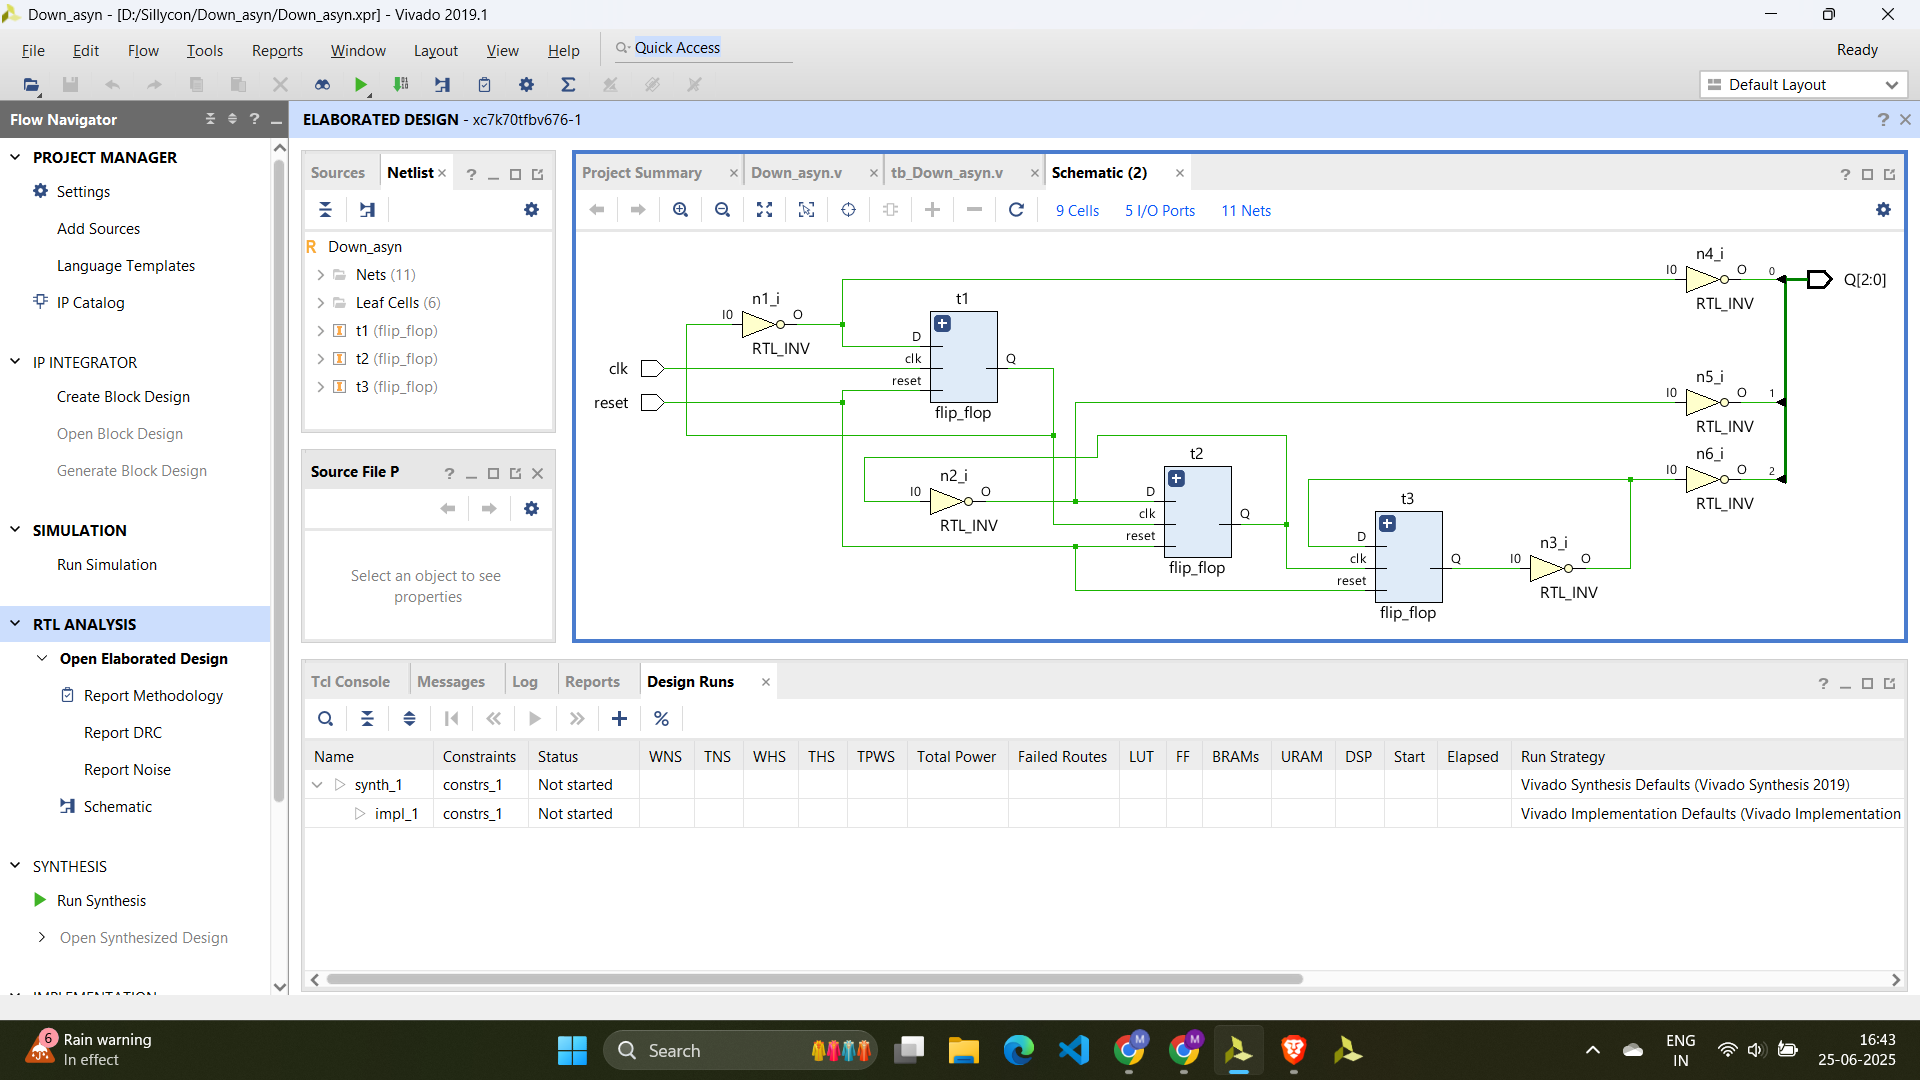 Down_asyn - [D:/Sillycon/Down_asyn/Down_asyn.xpr] - Vivado 2019.1
File Edit Flow Tools Reports Window Layout View Help Quick Access Ready
Default Layout
Flow Navigator
ELABORATED DESIGN - xc7k70tfbv676-1
PROJECT MANAGER
Settings
Add Sources
Language Templates
IP Catalog
IP INTEGRATOR
Create Block Design
Open Block Design
Generate Block Design
SIMULATION
Run Simulation
RTL ANALYSIS
Open Elaborated Design
Report Methodology
Report DRC
Report Noise
Schematic
SYNTHESIS
Run Synthesis
Open Synthesized Design
IMPLEMENTATION
Sources Netlist
R Down_asyn
Nets (11)
Leaf Cells (6)
t1 (flip_flop)
t2 (flip_flop)
t3 (flip_flop)
Source File P
Select an object to see
properties
Project Summary Down_asyn.v tb_Down_asyn.v Schematic (2)
9 Cells 5 I/O Ports 11 Nets
n4_i
I0 O 0
Q[2:0]
RTL_INV
n1_i
I0 O
RTL_INV
t1
D
clk
reset
Q
flip_flop
clk
reset
n5_i
I0 O 1
RTL_INV
n6_i
I0 O 2
RTL_INV
n2_i
I0 O
RTL_INV
t2
D
clk
reset
Q
flip_flop
t3
D
clk
reset
Q
flip_flop
n3_i
I0 O
RTL_INV
Tcl Console Messages Log Reports Design Runs
Name Constraints Status WNS TNS WHS THS TPWS Total Power Failed Routes LUT FF BRAMs URAM DSP Start Elapsed Run Strategy
synth_1 constrs_1 Not started Vivado Synthesis Defaults (Vivado Synthesis 2019)
impl_1 constrs_1 Not started Vivado Implementation Defaults (Vivado Implementation
6
Rain warning
In effect
Search
M
M
ENG
IN
16:43
25-06-2025